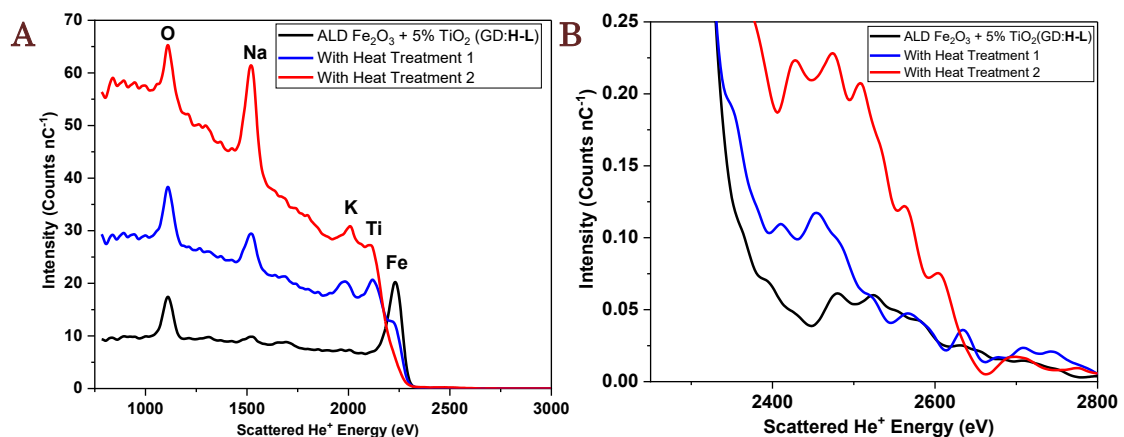 A
ALD Fe₂O₃ + 5% TiO₂ (GD:H-L)
With Heat Treatment 1
With Heat Treatment 2
O
Na
K
Ti
Fe
Intensity (Counts nC⁻¹)
70
60
50
40
30
20
10
0
1000
1500
2000
2500
3000
Scattered He⁺ Energy (eV)
B
ALD Fe₂O₃ + 5% TiO₂(GD:H-L)
With Heat Treatment 1
With Heat Treatment 2
Intensity (Counts nC⁻¹)
0.25
0.20
0.15
0.10
0.05
0.00
2400
2600
2800
Scattered He⁺ Energy (eV)